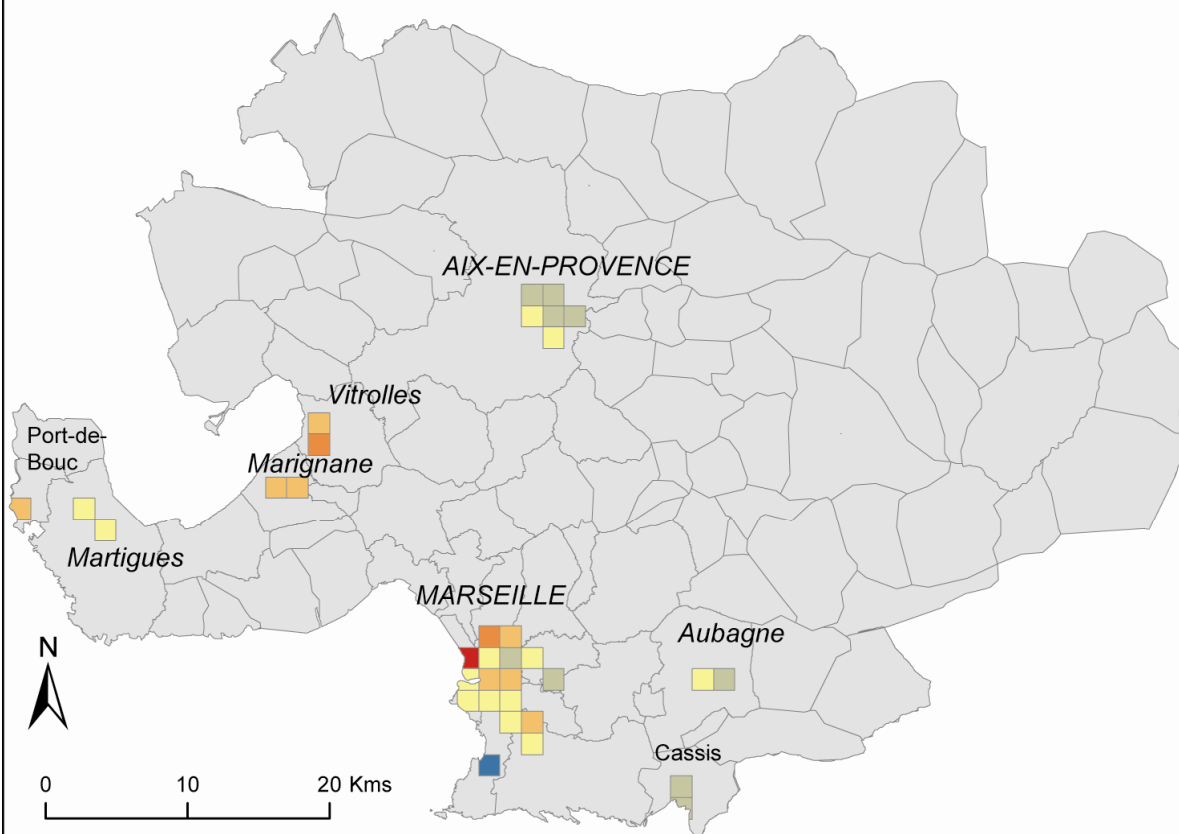 AIX-EN-PROVENCE
Vitrolles
Port-de-
Bouc
Marignane
Martigues
MARSEILLE
Aubagne
N
Cassis
0 10 20 Kms